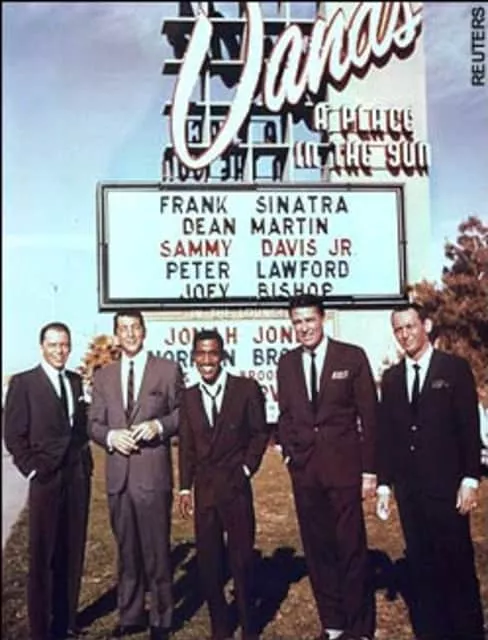 REUTERS
Sands
A PLACE
IN THE SUN
FRANK SINATRA
DEAN MARTIN
SAMMY DAVIS JR
PETER LAWFORD
JOEY BISHOP